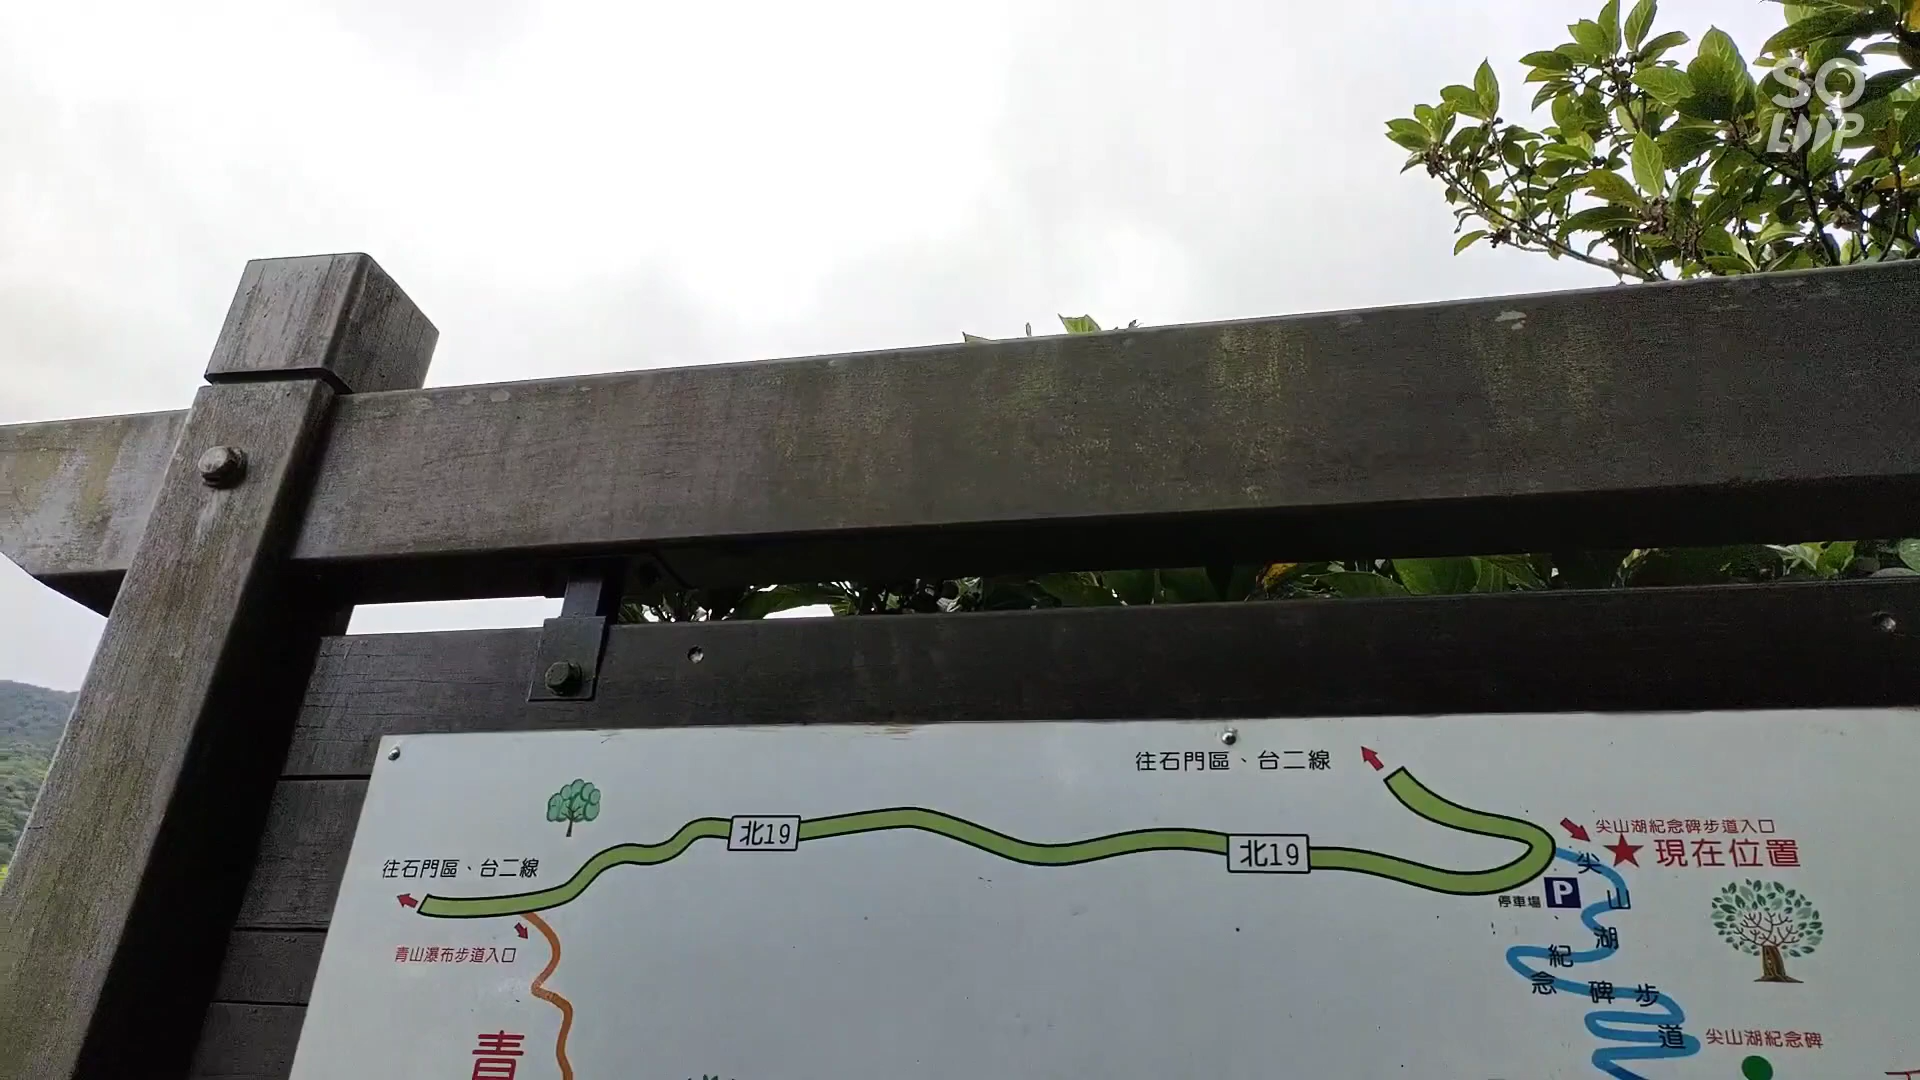 SO
LP
往石門區、台二線
尖山湖紀念碑步道入口
現在位置
北19
北19
往石門區、台二線
停車場
P
青山瀑布步道入口
尖山湖紀念碑步道
尖山湖紀念碑
青